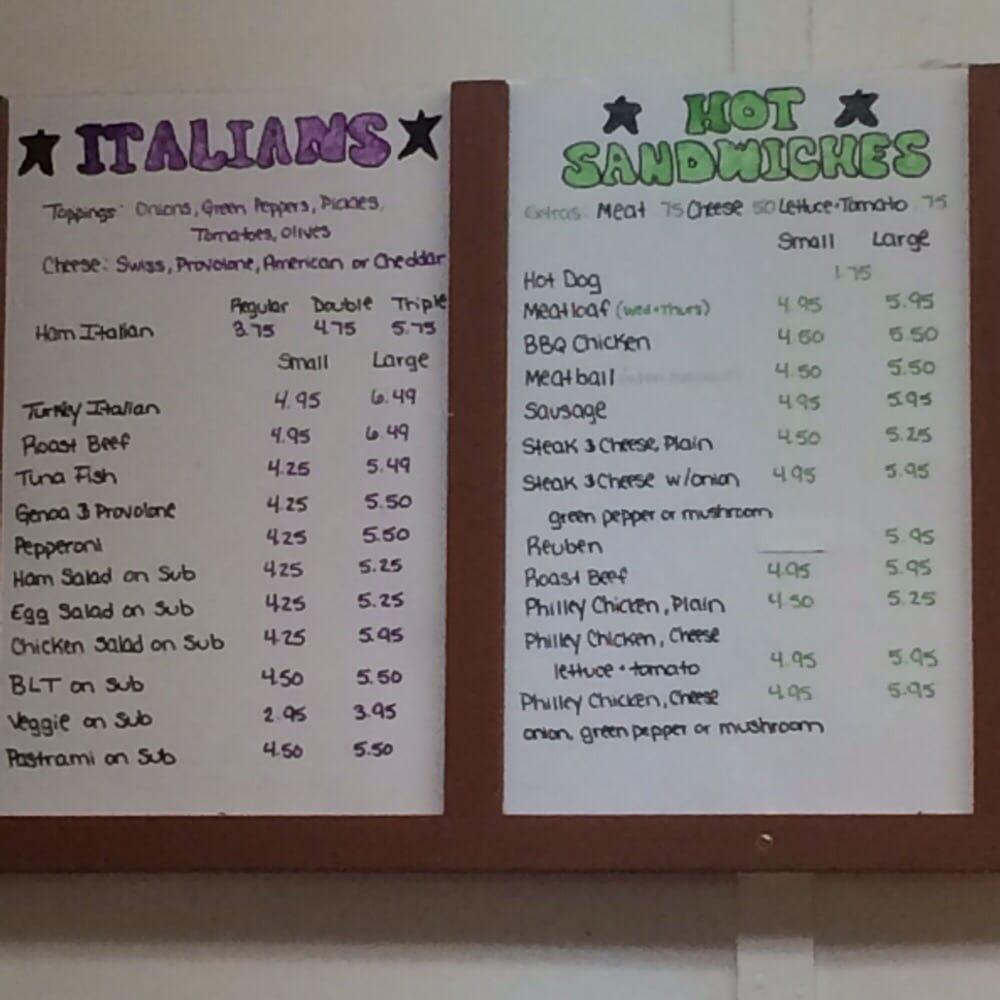 ITALIANS
Toppings: Onions, Green Peppers, Pickles,
Tomatoes, Olives
Cheese: Swiss, Provolone, American or Cheddar
Regular Double Triple
Ham Italian 3.75 4.75 5.75
Small Large
Turkey Italian 4.95 6.49
Roast Beef 4.95 6.49
Tuna Fish 4.25 5.49
Genoa & Provolone 4.25 5.50
Pepperoni 4.25 5.50
Ham Salad on Sub 4.25 5.25
Egg Salad on Sub 4.25 5.25
Chicken Salad on Sub 4.25 5.95
BLT on Sub 4.50 5.50
Veggie on Sub 2.95 3.95
Pastrami on Sub 4.50 5.50
HOT
SANDWICHES
Extras: Meat .75 Cheese .50 Lettuce + Tomato .75
Small Large
Hot Dog 1.75
Meatloaf (wed + Thurs) 4.95 5.95
BBQ Chicken 4.50 5.50
Meatball 4.50 5.50
Sausage 4.95 5.95
Steak & Cheese, Plain 4.50 5.25
Steak & Cheese w/onion 4.95 5.95
green pepper or mushroom
Reuben 5.95
Roast Beef 4.95 5.95
Philley Chicken, Plain 4.50 5.25
Philley Chicken, Cheese
lettuce + tomato 4.95 5.95
Philley Chicken, Cheese 4.95 5.95
onion, green pepper or mushroom